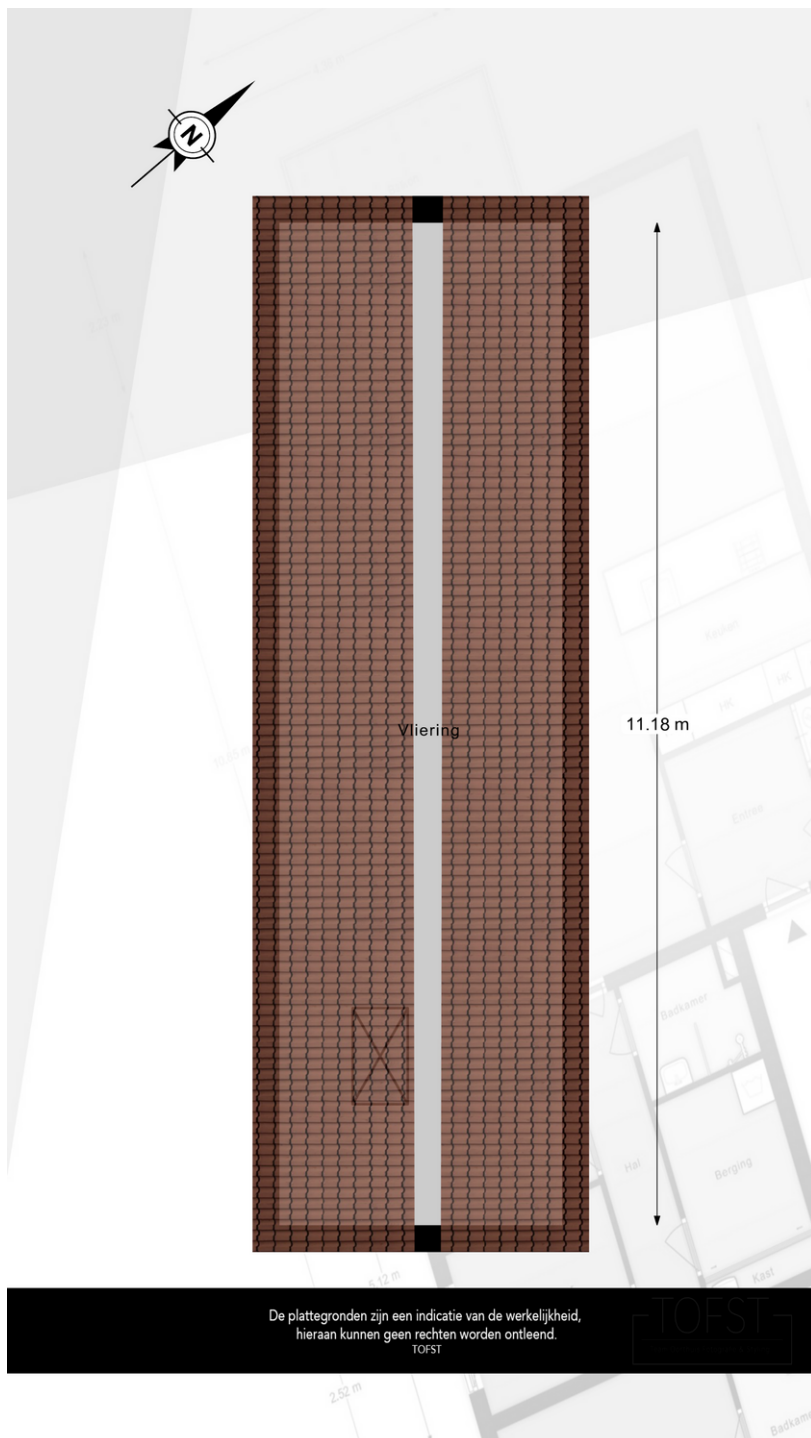 N
Vliering
11.18 m
Keuken
HK
HK
Entree
Badkamer
Hal
Berging
Kast
5.12 m
De plattegronden zijn een indicatie van de werkelijkheid,
hieraan kunnen geen rechten worden ontleend.
TOFST
TOFST
2.52 m
Badkame